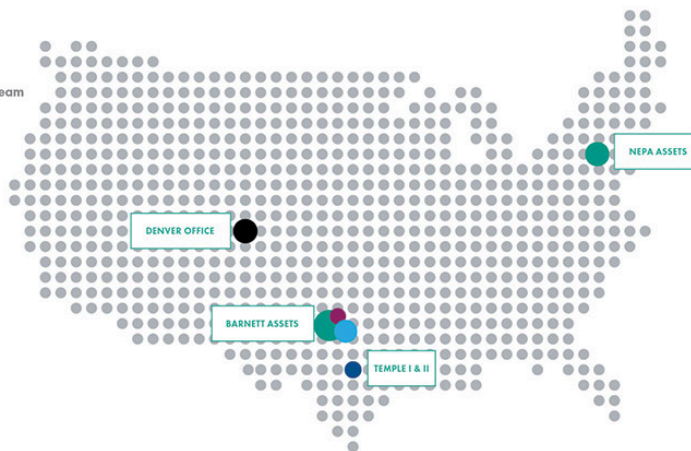 eam
NEPA ASSETS
DENVER OFFICE
BARNETT ASSETS
TEMPLE I & II